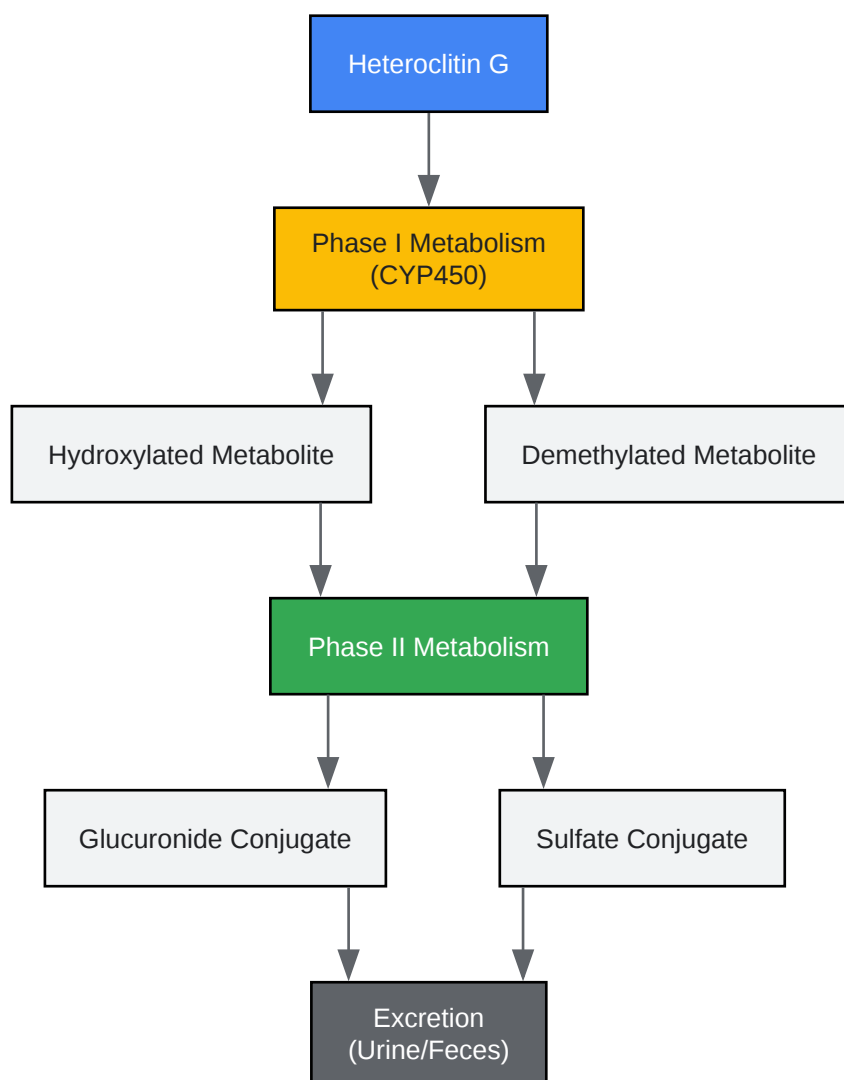 Heteroclitin G
Phase I Metabolism
(CYP450)
Hydroxylated Metabolite
Demethylated Metabolite
Phase II Metabolism
Glucuronide Conjugate
Sulfate Conjugate
Excretion
(Urine/Feces)